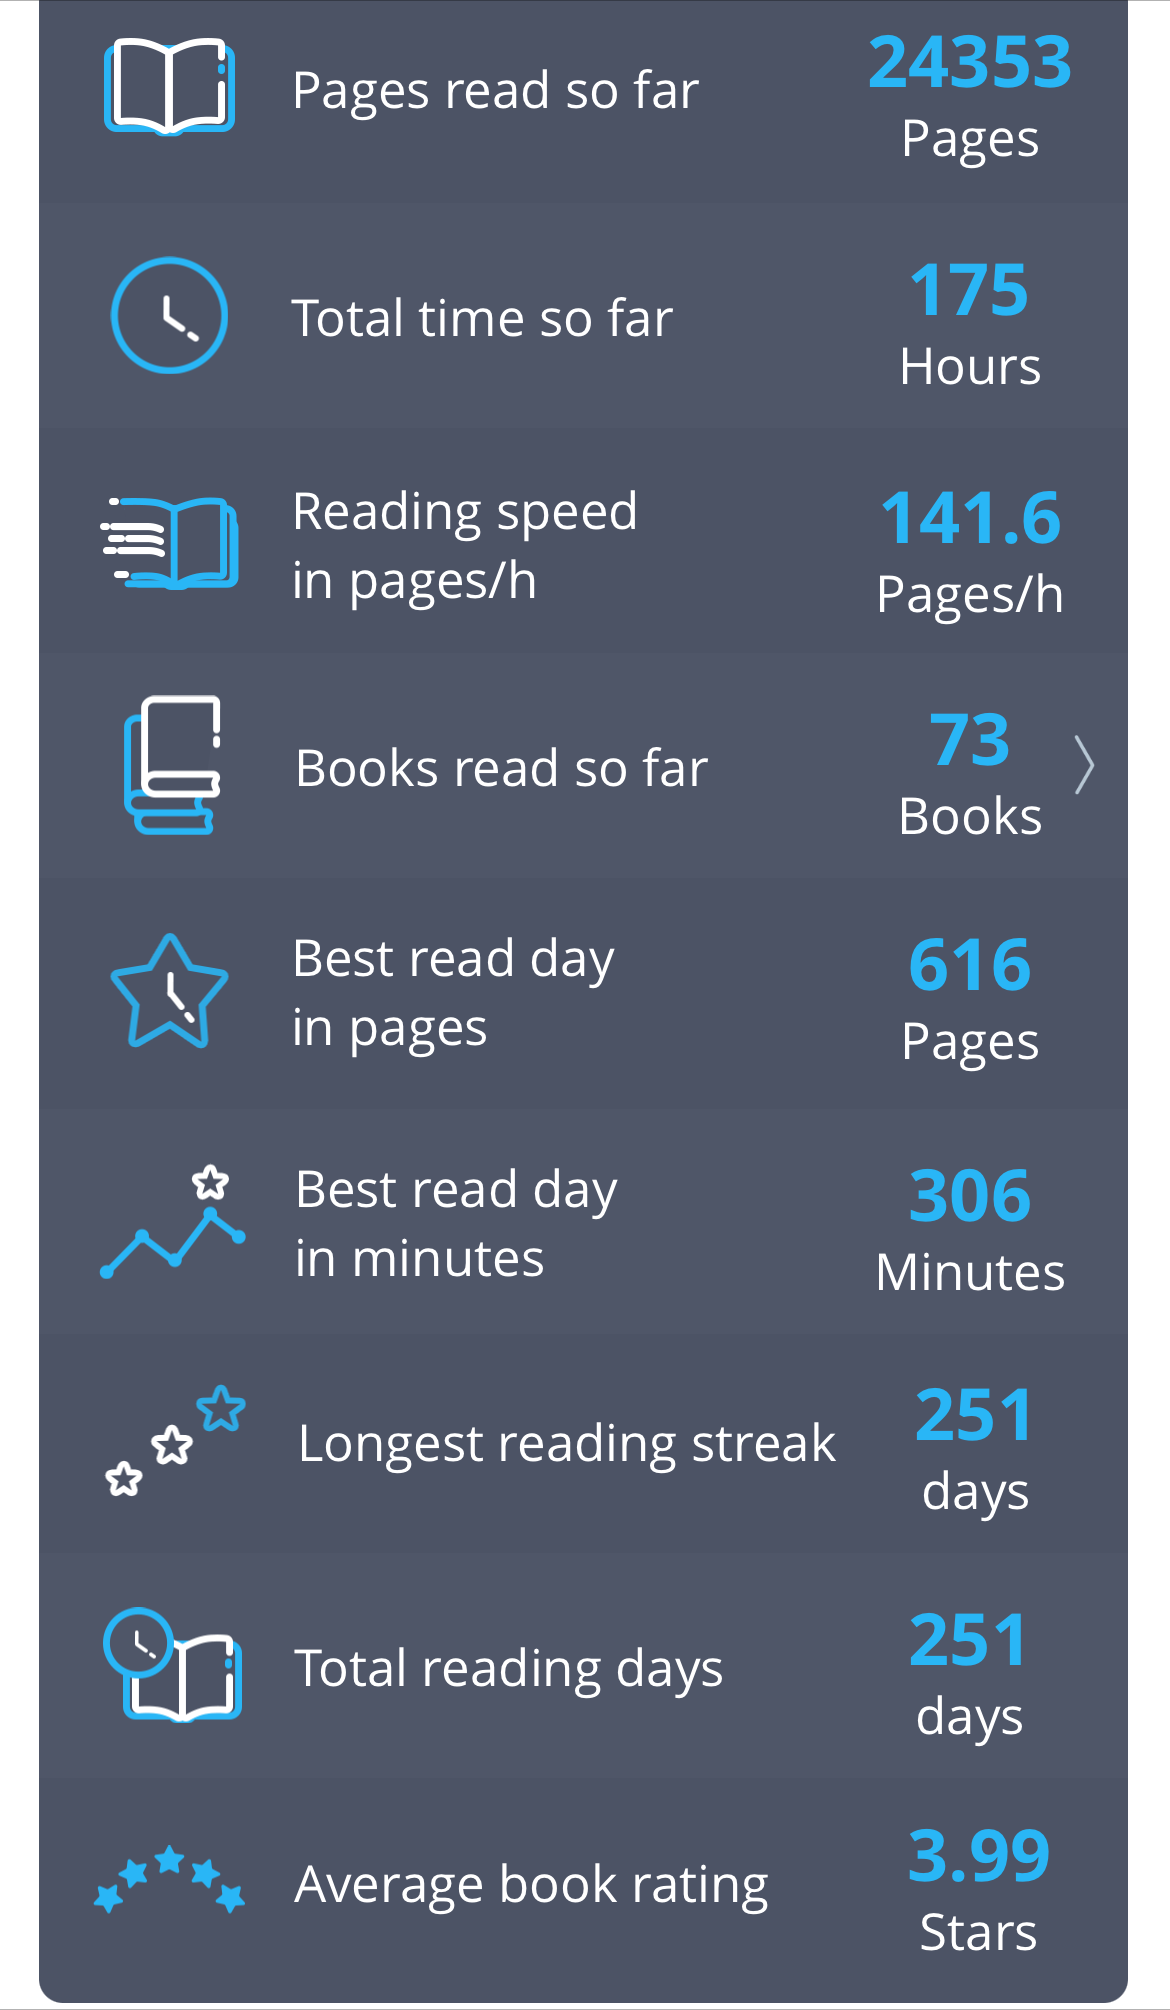 Pages read so far
24353
Pages
Total time so far
175
Hours
Reading speed
in pages/h
141.6
Pages/h
Books read so far
73
Books
Best read day
in pages
616
Pages
Best read day
in minutes
306
Minutes
Longest reading streak
251
days
Total reading days
251
days
Average book rating
3.99
Stars